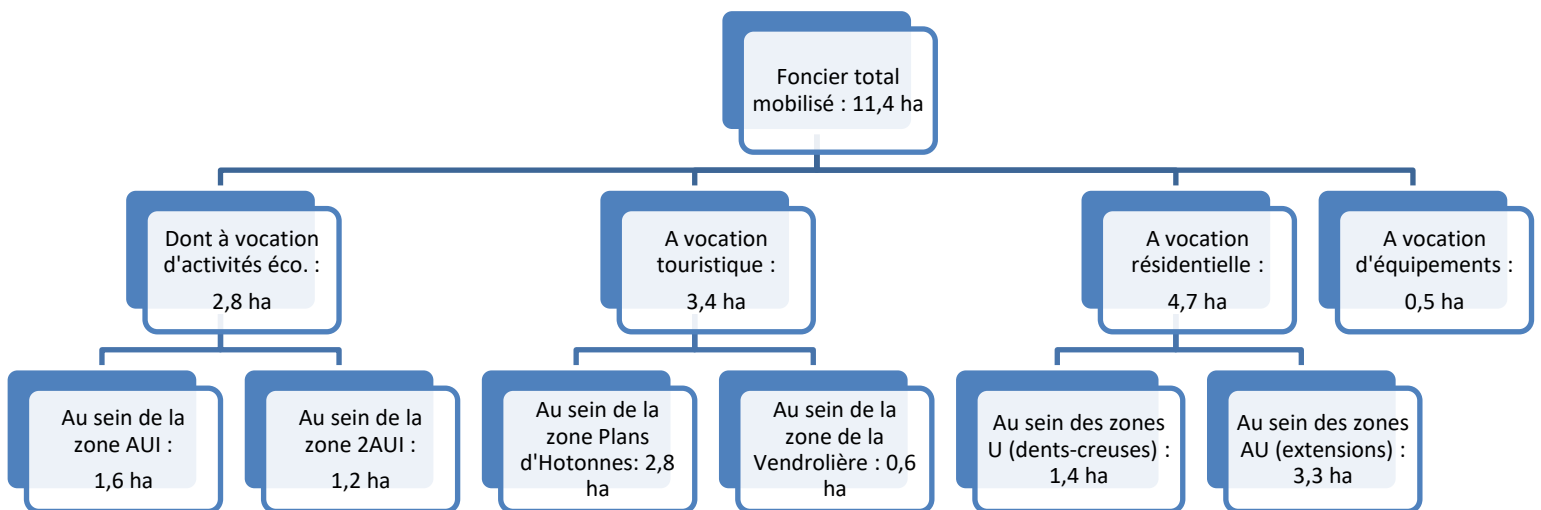 Foncier total
mobilisé : 11,4 ha
Dont à vocation
d'activités éco. :
2,8 ha
A vocation
touristique :
3,4 ha
A vocation
résidentielle :
4,7 ha
A vocation
d'équipements :
0,5 ha
Au sein de la
zone AUI :
1,6 ha
Au sein de la
zone 2AUI :
1,2 ha
Au sein de la
zone Plans
d'Hotonnes: 2,8
ha
Au sein de la
zone de la
Vendrolière : 0,6
ha
Au sein des zones
U (dents-creuses) :
1,4 ha
Au sein des zones
AU (extensions) :
3,3 ha